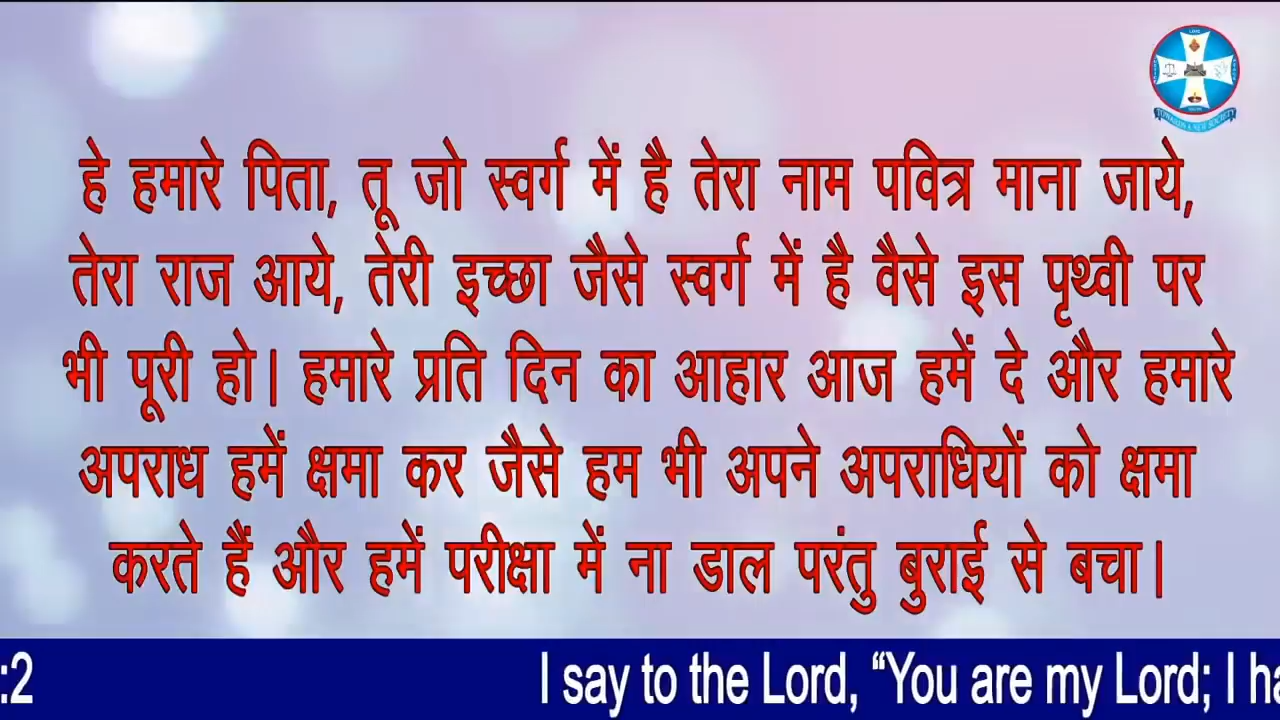 हे हमारे पिता, तू जो स्वर्ग में है तेरा नाम पवित्र माना जाये,
तेरा राज आये, तेरी इच्छा जैसे स्वर्ग में है वैसे इस पृथ्वी पर
भी पूरी हो| हमारे प्रति दिन का आहार आज हमें दे और हमारे
अपराध हमें क्षमा कर जैसे हम भी अपने अपराधियों को क्षमा
करते हैं और हमें परीक्षा में ना डाल परंतु बुराई से बचा|
:2 I say to the Lord, “You are my Lord; I ha